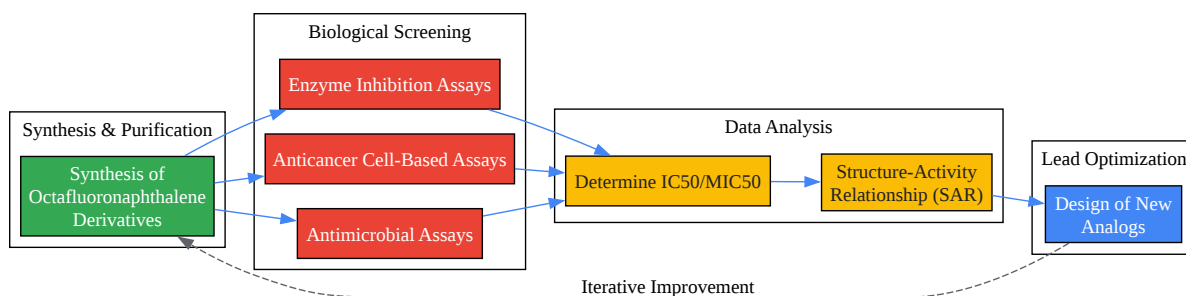 Biological Screening
Enzyme Inhibition Assays
Synthesis & Purification
Data Analysis
Anticancer Cell-Based Assays
Lead Optimization
Synthesis of
Octafluoronaphthalene
Derivatives
Determine IC50/MIC50
Structure-Activity
Relationship (SAR)
Design of New
Analogs
Antimicrobial Assays
Iterative Improvement